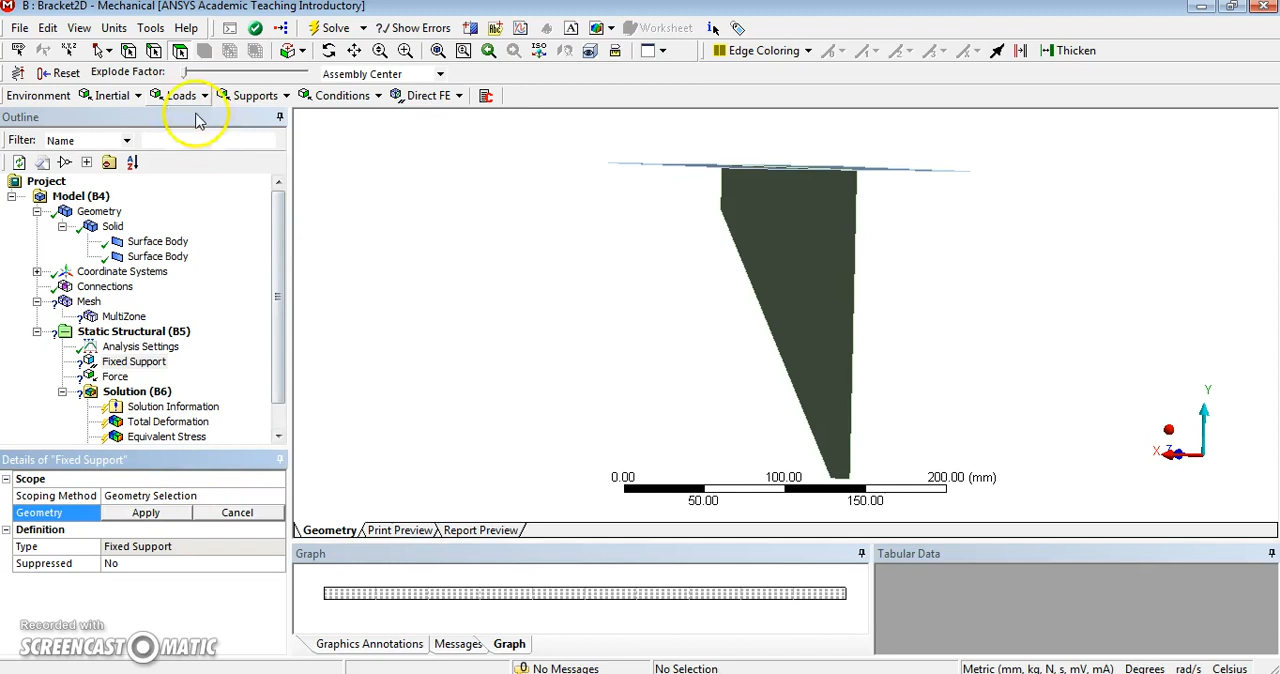 B : Bracket2D - Mechanical [ANSYS Academic Teaching Introductory]
File Edit View Units Tools Help Solve ?/ Show Errors Worksheet
Edge Coloring Thicken
Reset Explode Factor: Assembly Center
Environment Inertial Loads Supports Conditions Direct FE
Outline
Filter: Name
Project
Model (B4)
Geometry
Solid
Surface Body
Surface Body
Coordinate Systems
Connections
Mesh
MultiZone
Static Structural (B5)
Analysis Settings
Fixed Support
Force
Solution (B6)
Solution Information
Total Deformation
Equivalent Stress
Details of "Fixed Support"
Scope
Scoping Method Geometry Selection
Geometry Apply Cancel
Definition
Type Fixed Support
Suppressed No
Y
X Z
0.00 100.00 200.00 (mm)
50.00 150.00
Geometry Print Preview Report Preview
Graph
Tabular Data
Graphics Annotations Messages Graph
Recorded with
SCREENCAST-O-MATIC
0 No Messages No Selection Metric (mm, kg, N, s, mV, mA) Degrees rad/s Celsius